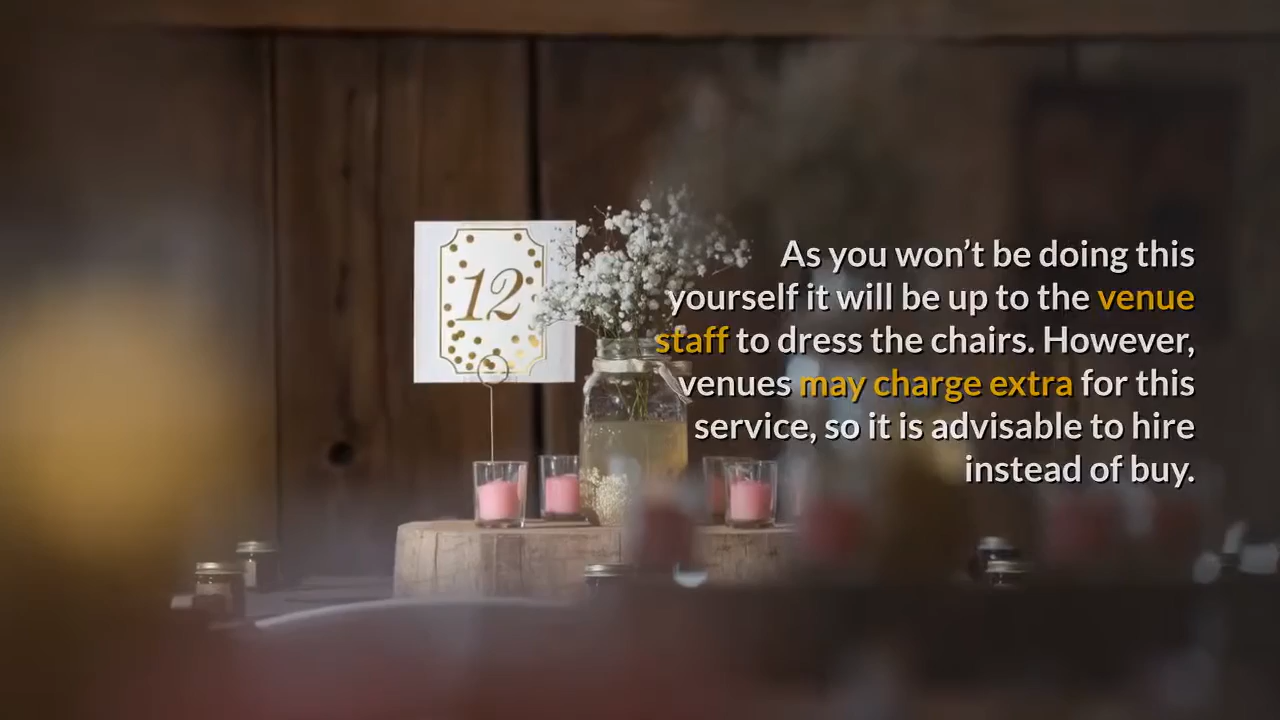 12
As you won’t be doing this
yourself it will be up to the venue
staff to dress the chairs. However,
venues may charge extra for this
service, so it is advisable to hire
instead of buy.